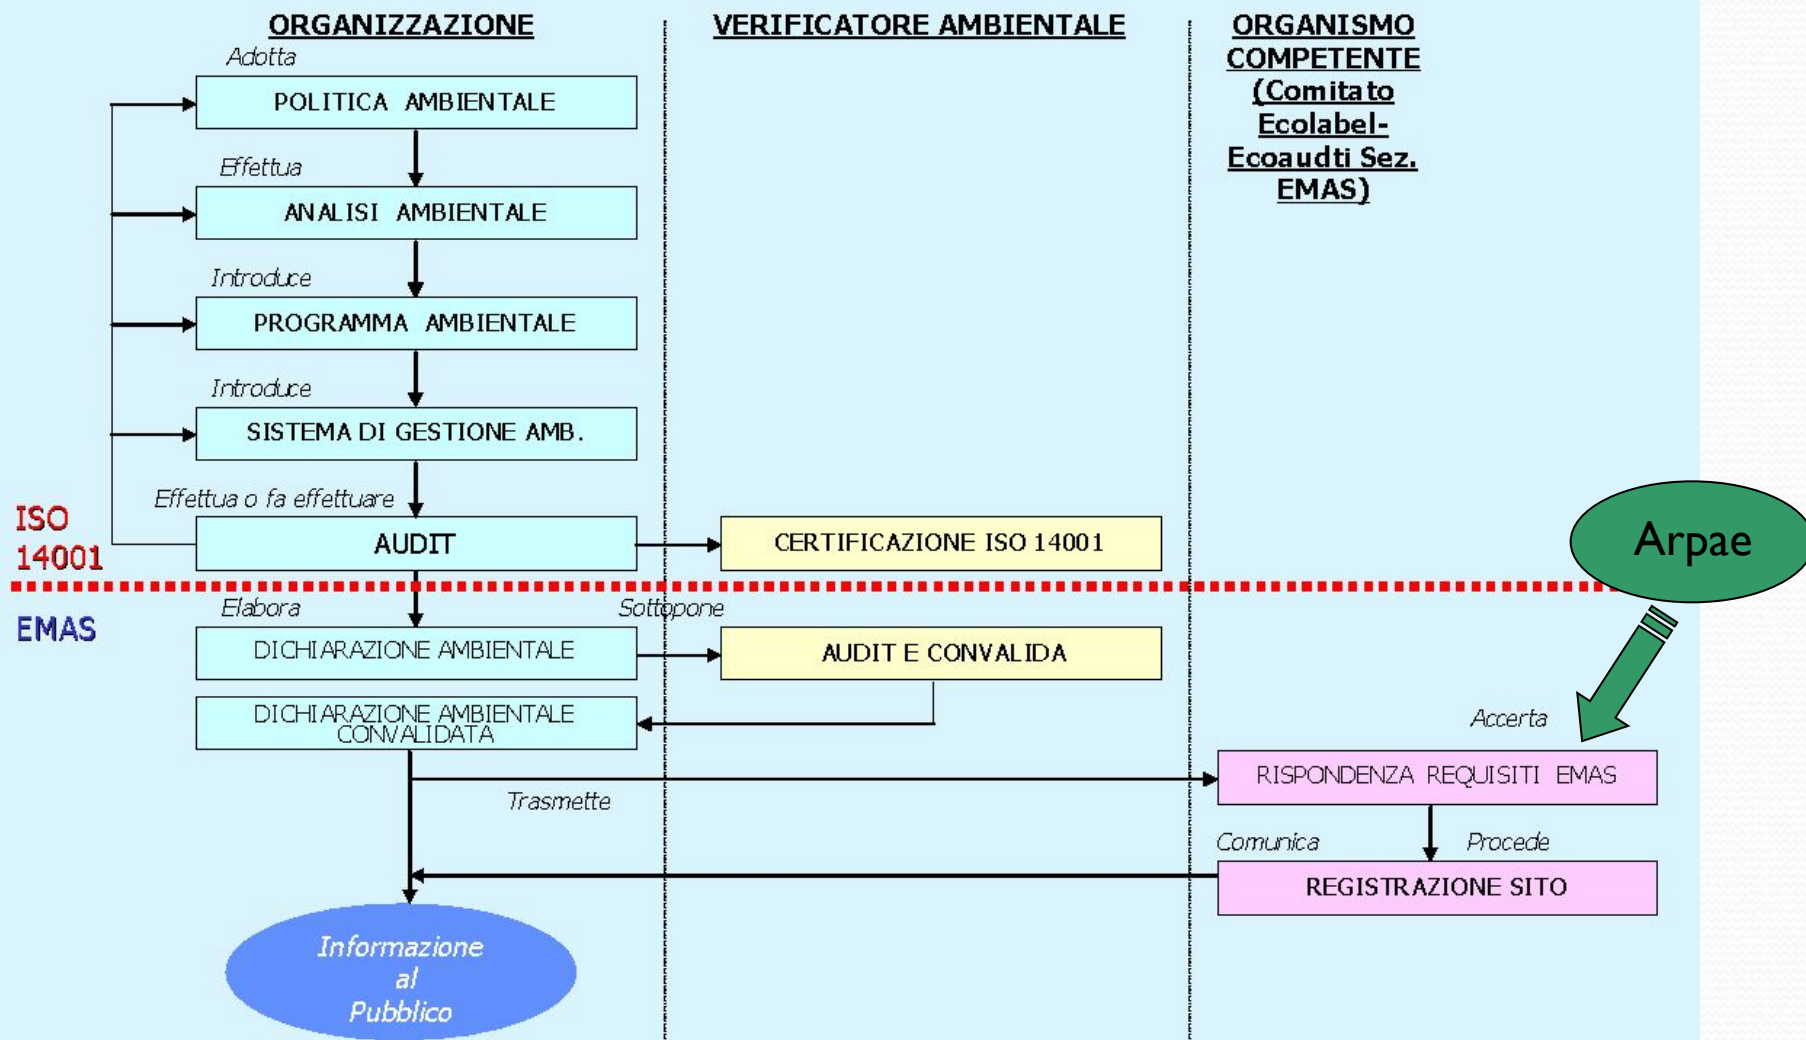 ORGANIZZAZIONE
VERIFICATORE AMBIENTALE
ORGANISMO
COMPETENTE
(Comitato
Ecolabel-
Ecoaudti Sez.
EMAS)
Adotta
POLITICA AMBIENTALE
Effettua
ANALISI AMBIENTALE
Introduce
PROGRAMMA AMBIENTALE
Introduce
SISTEMA DI GESTIONE AMB.
Effettua o fa effettuare
ISO
14001
AUDIT
CERTIFICAZIONE ISO 14001
Arpae
EMAS
Elabora
Sottopone
DICHIARAZIONE AMBIENTALE
AUDIT E CONVALIDA
DICHIARAZIONE AMBIENTALE
CONVALIDATA
Accerta
RISPONDENZA REQUISITI EMAS
Trasmette
Comunica
Procede
REGISTRAZIONE SITO
Informazione
al
Pubblico